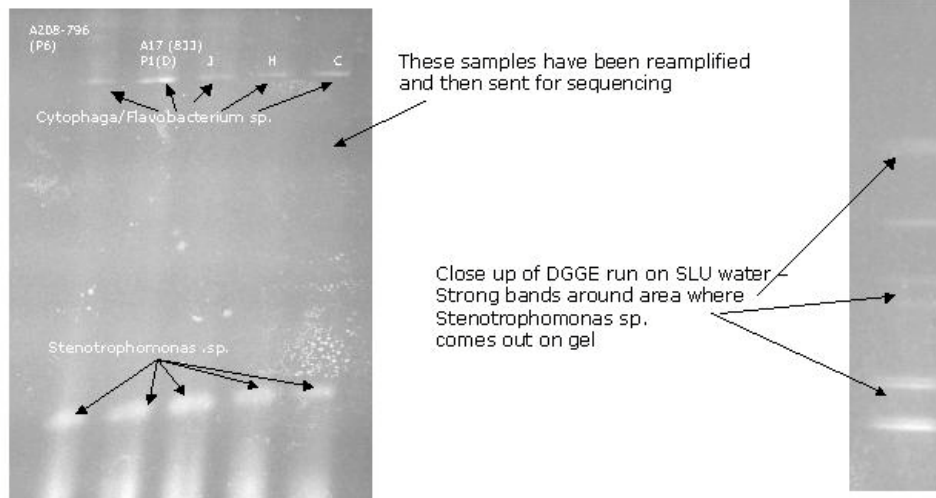 A2D8-796
(P6)
A17 (8JJ)
P1(D) J H C
Cytophaga/Flavobacterium sp.
These samples have been reamplified
and then sent for sequencing
Close up of DGGE run on SLU water –
Strong bands around area where
Stenotrophomonas sp.
comes out on gel
Stenotrophomonas .sp.